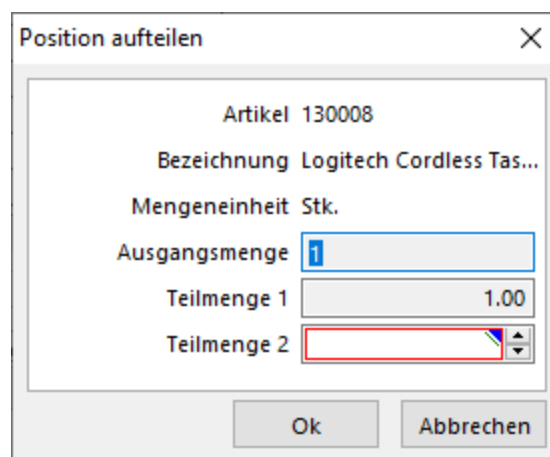 Position aufteilen
Artikel 130008
Bezeichnung Logitech Cordless Tas...
Mengeneinheit Stk.
Ausgangsmenge 1
Teilmenge 1 1.00
Teilmenge 2
Ok Abbrechen